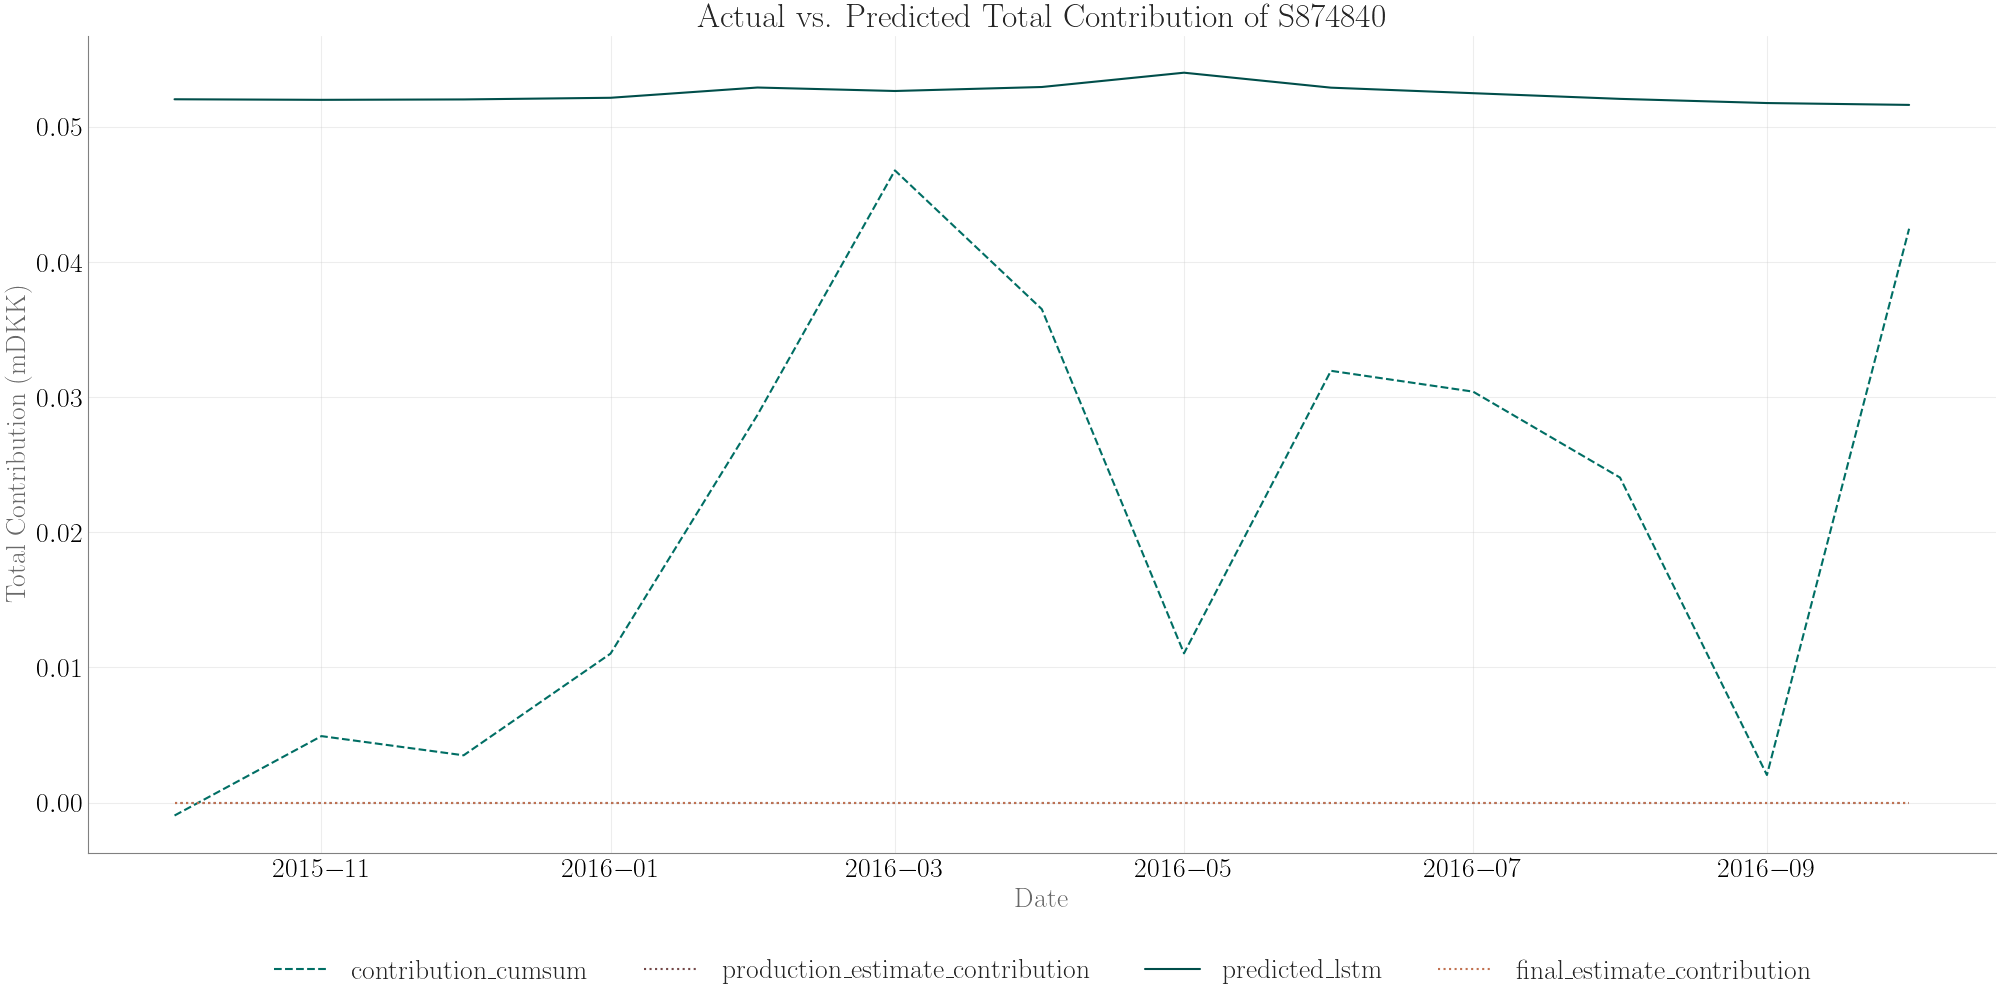 Actual vs. Predicted Total Contribution of S874840
Total Contribution (mDKK)
0.05
0.04
0.03
0.02
0.01
0.00
2015–11 2016–01 2016–03 2016–05 2016–07 2016–09
Date
contribution_cumsum production_estimate_contribution predicted_lstm final_estimate_contribution